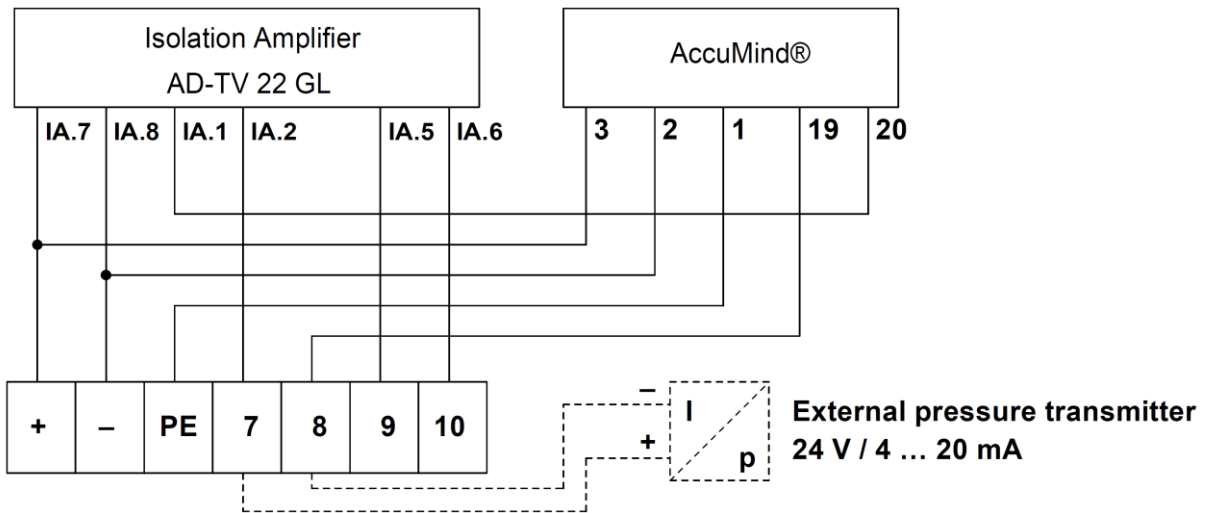 Isolation Amplifier
AD-TV 22 GL
AccuMind®
IA.7 IA.8 IA.1 IA.2 IA.5 IA.6
3 2 1 19 20
+ – PE 7 8 9 10
–
+
I
p
External pressure transmitter
24 V / 4 ... 20 mA